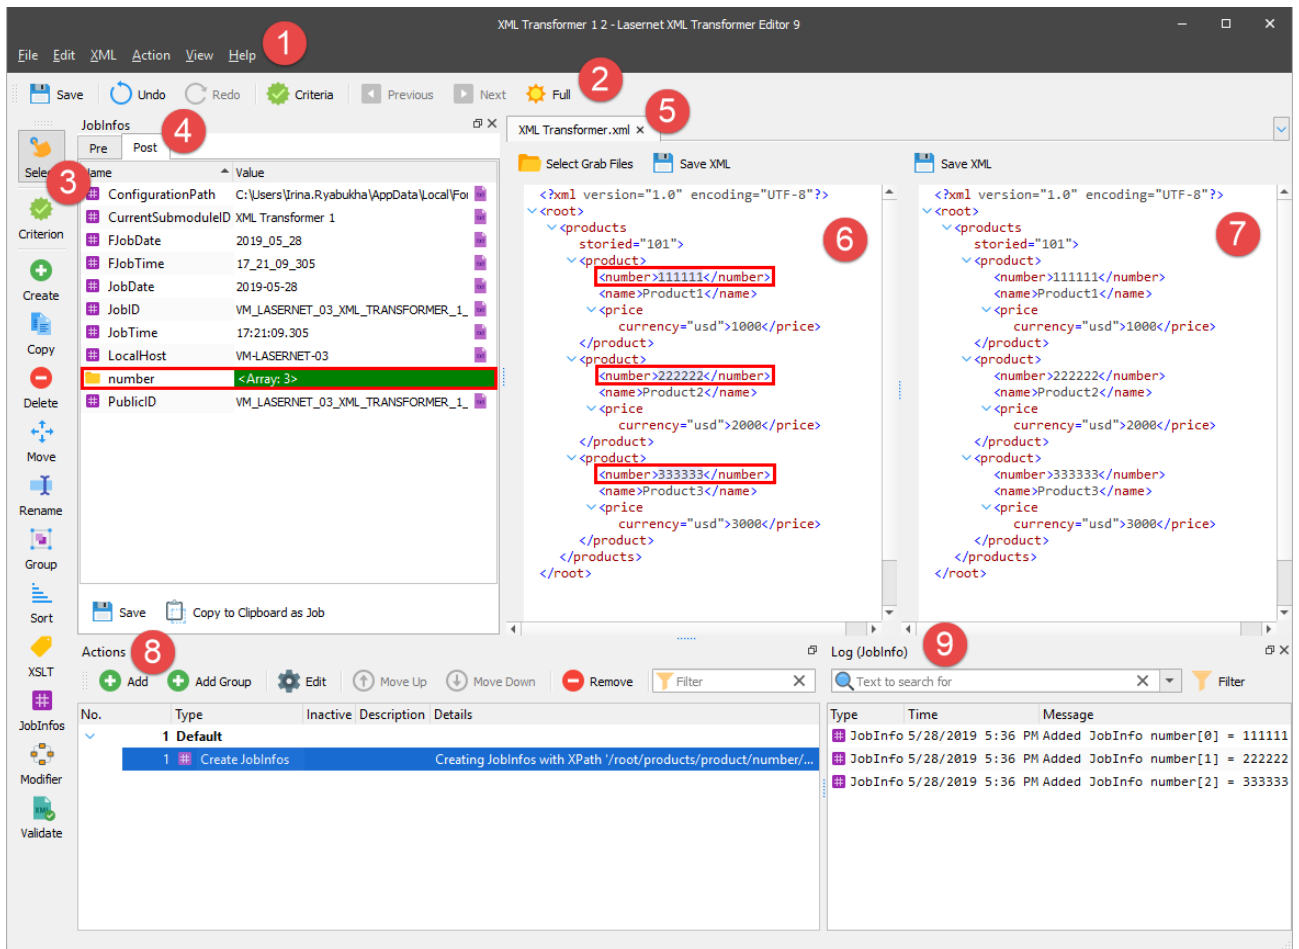 XML Transformer 1 2 - Lasernet XML Transformer Editor 9
File Edit XML Action View Help 1
Save Undo Redo Criteria Previous Next Full 2
JobInfos 4
Pre Post
Name Value
ConfigurationPath C:\Users\Irina.Ryabukha\AppData\Local\For
CurrentSubmoduleID XML Transformer 1
FJobDate 2019_05_28
FJobTime 17_21_09_305
JobDate 2019-05-28
JobID VM_LASERNET_03_XML_TRANSFORMER_1_
JobTime 17:21:09.305
LocalHost VM-LASERNET-03
number <Array: 3>
PublicID VM_LASERNET_03_XML_TRANSFORMER_1_
Save Copy to Clipboard as Job
Select
3
Criterion
Create
Copy
Delete
Move
Rename
Group
Sort
XSLT
JobInfos
Modifier
Validate
XML Transformer.xml 5
Select Grab Files Save XML
6
<?xml version="1.0" encoding="UTF-8"?>
<root>
<products
storied="101">
<product>
<number>111111</number>
<name>Product1</name>
<price
currency="usd">1000</price>
</product>
<product>
<number>222222</number>
<name>Product2</name>
<price
currency="usd">2000</price>
</product>
<product>
<number>333333</number>
<name>Product3</name>
<price
currency="usd">3000</price>
</product>
</products>
</root>
Save XML
7
<?xml version="1.0" encoding="UTF-8"?>
<root>
<products
storied="101">
<product>
<number>111111</number>
<name>Product1</name>
<price
currency="usd">1000</price>
</product>
<product>
<number>222222</number>
<name>Product2</name>
<price
currency="usd">2000</price>
</product>
<product>
<number>333333</number>
<name>Product3</name>
<price
currency="usd">3000</price>
</product>
</products>
</root>
Actions 8
Add Add Group Edit Move Up Move Down Remove Filter
No. Type Inactive Description Details
1 Default
1 Create JobInfos Creating JobInfos with XPath '/root/products/product/number/...
Log (JobInfo) 9
Text to search for Filter
Type Time Message
JobInfo 5/28/2019 5:36 PM Added JobInfo number[0] = 111111
JobInfo 5/28/2019 5:36 PM Added JobInfo number[1] = 222222
JobInfo 5/28/2019 5:36 PM Added JobInfo number[2] = 333333